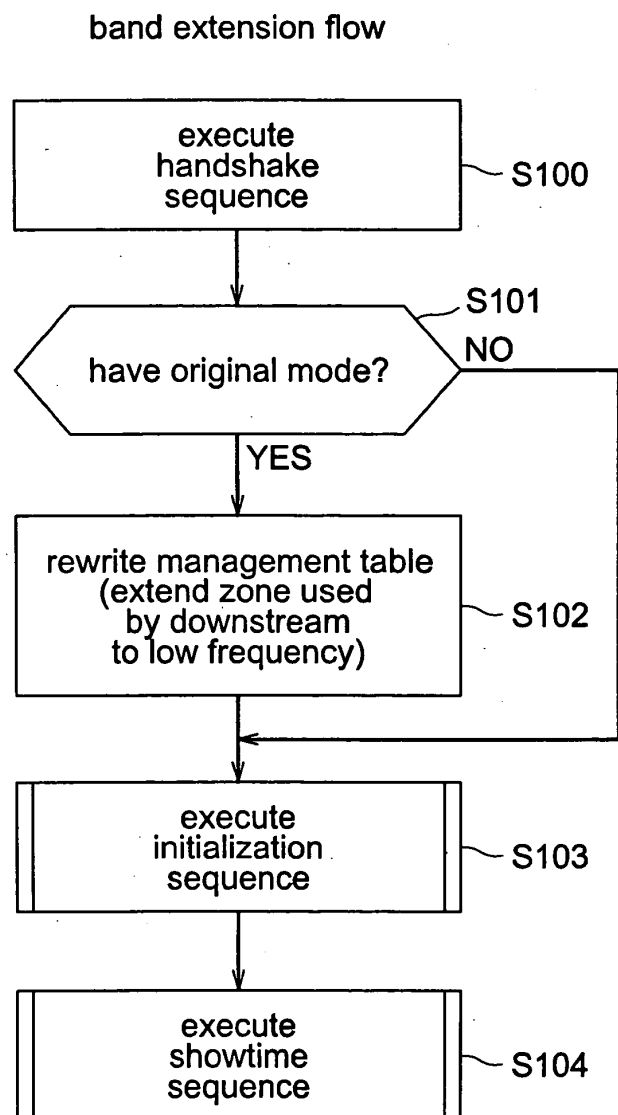 band extension flow
execute
handshake
sequence
S100
S101
have original mode?
NO
YES
rewrite management table
(extend zone used
by downstream
to low frequency)
S102
execute
initialization
sequence
S103
execute
showtime
sequence
S104